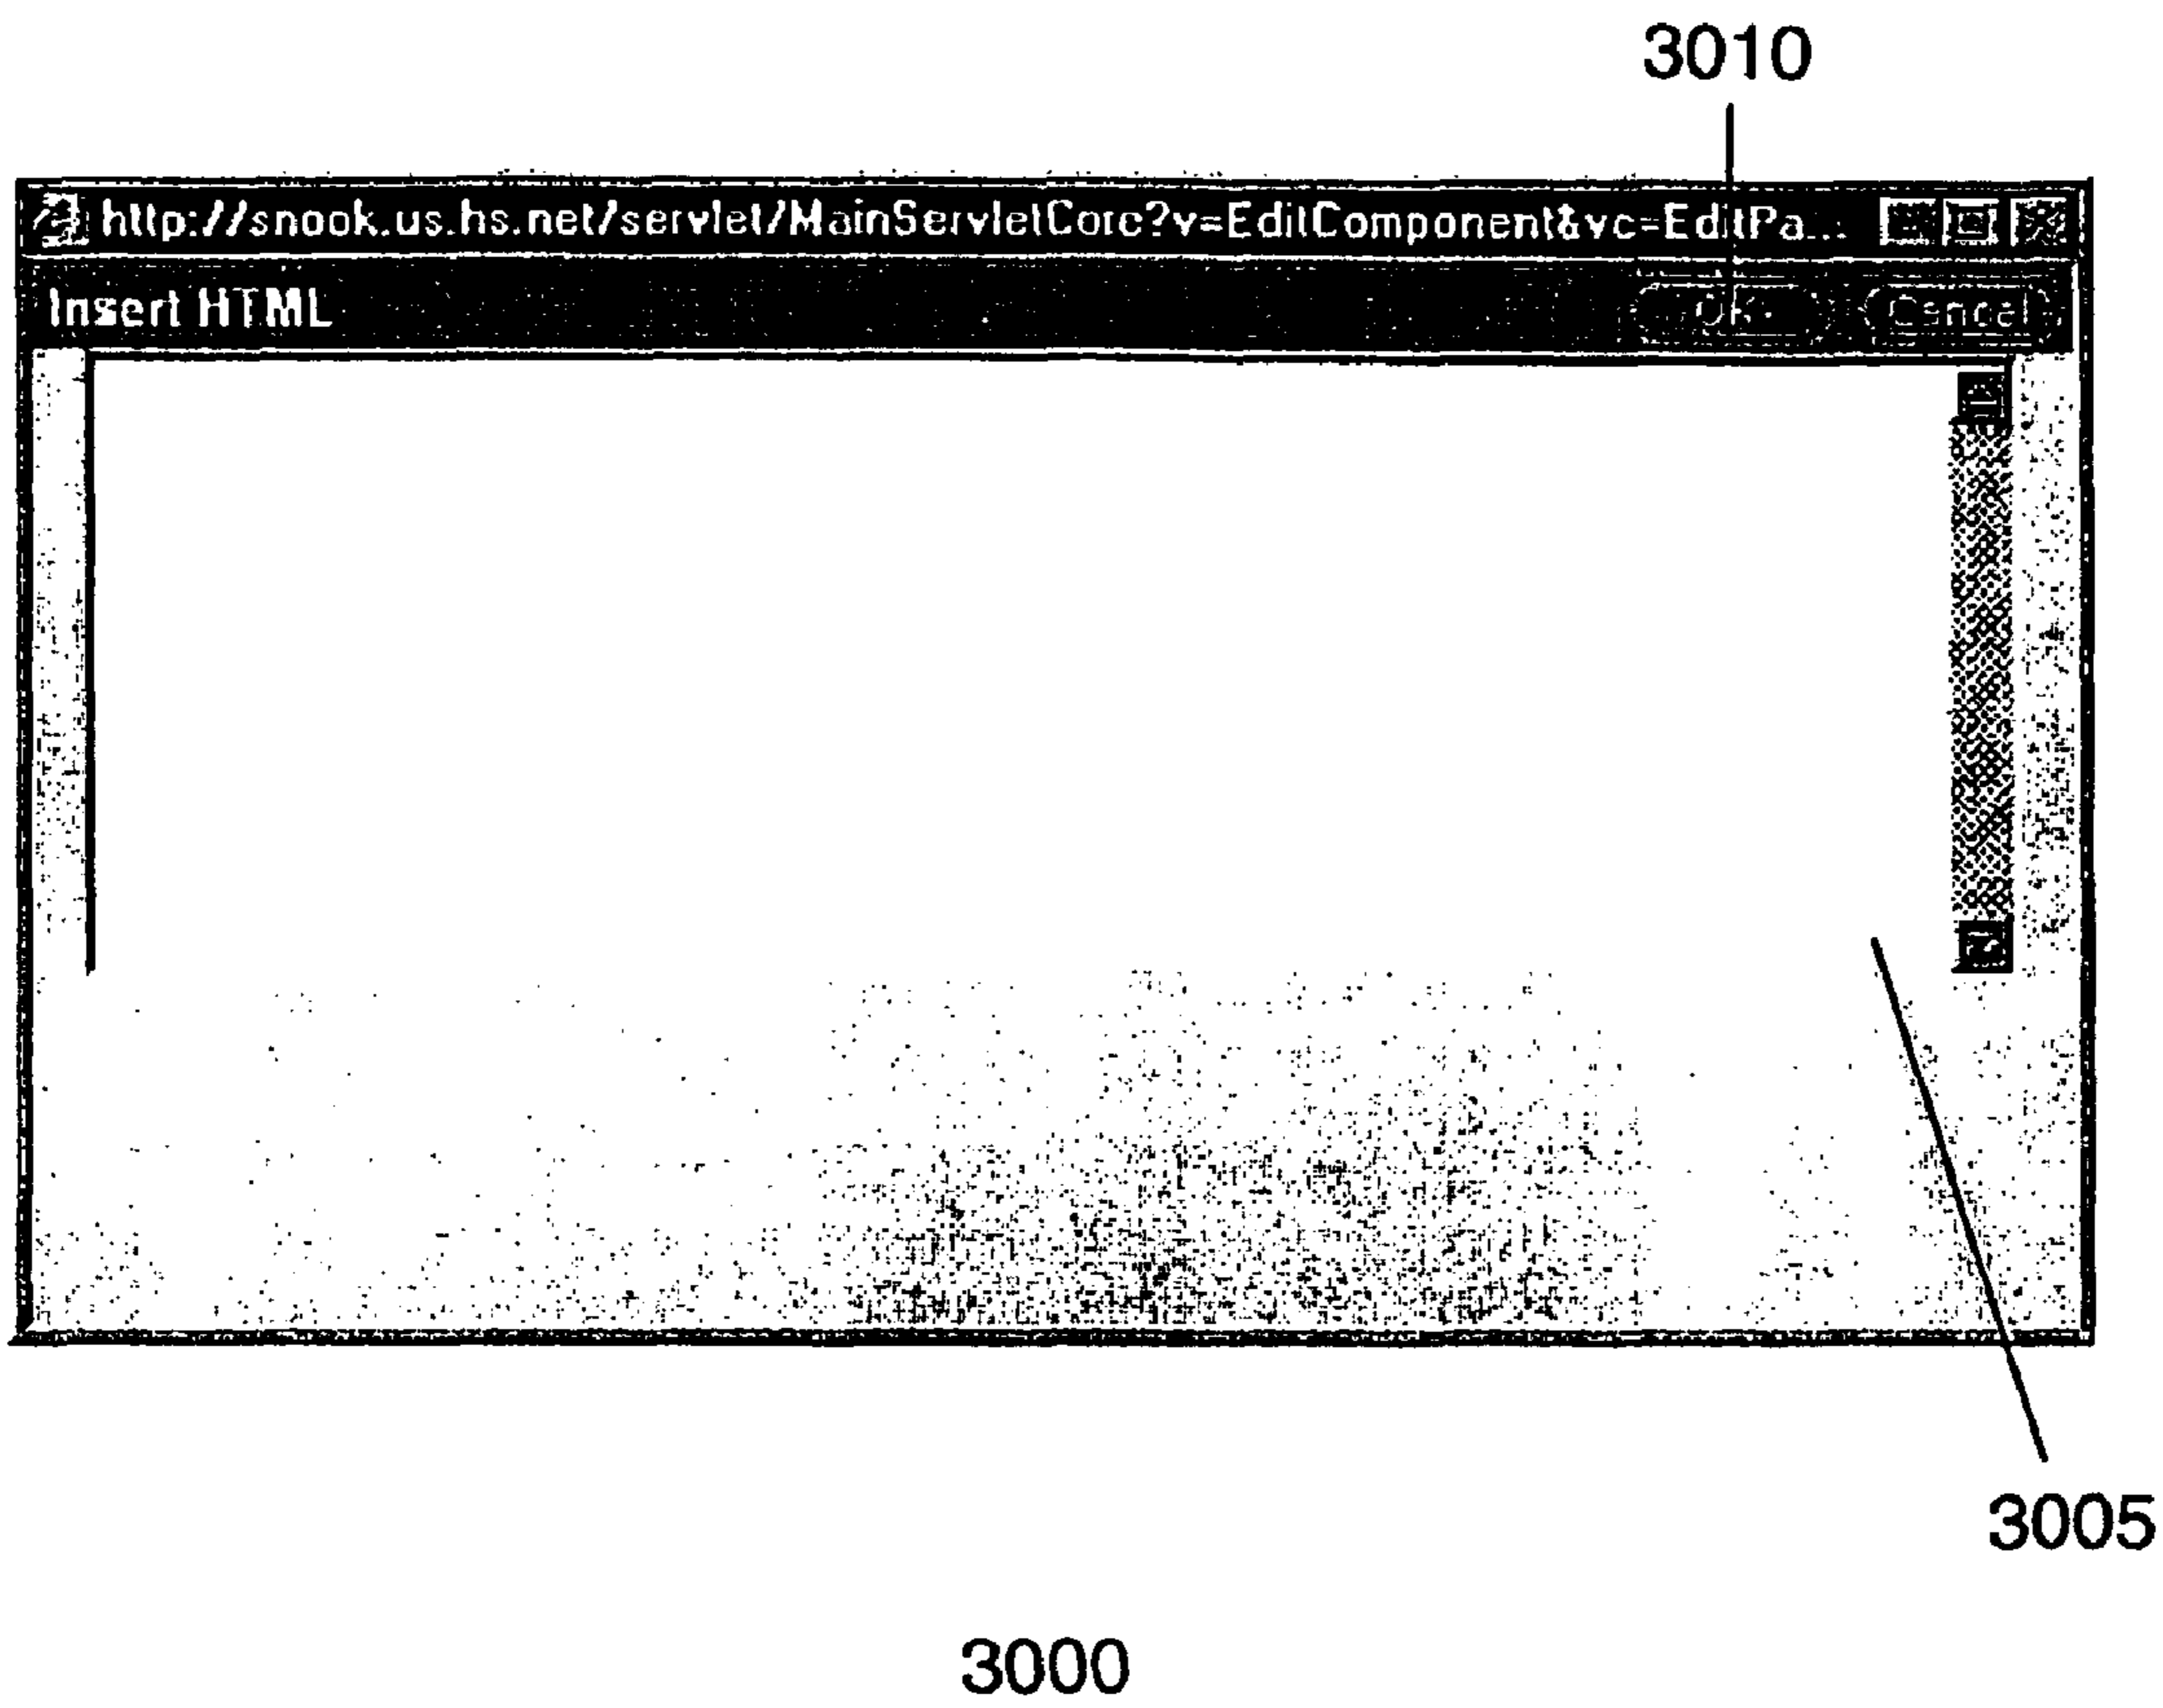 3010
http://snook.us.hs.net/servlet/MainServletCore?v=EditComponent&vc=EditPa...
Insert HTML OK Cancel
3005
3000